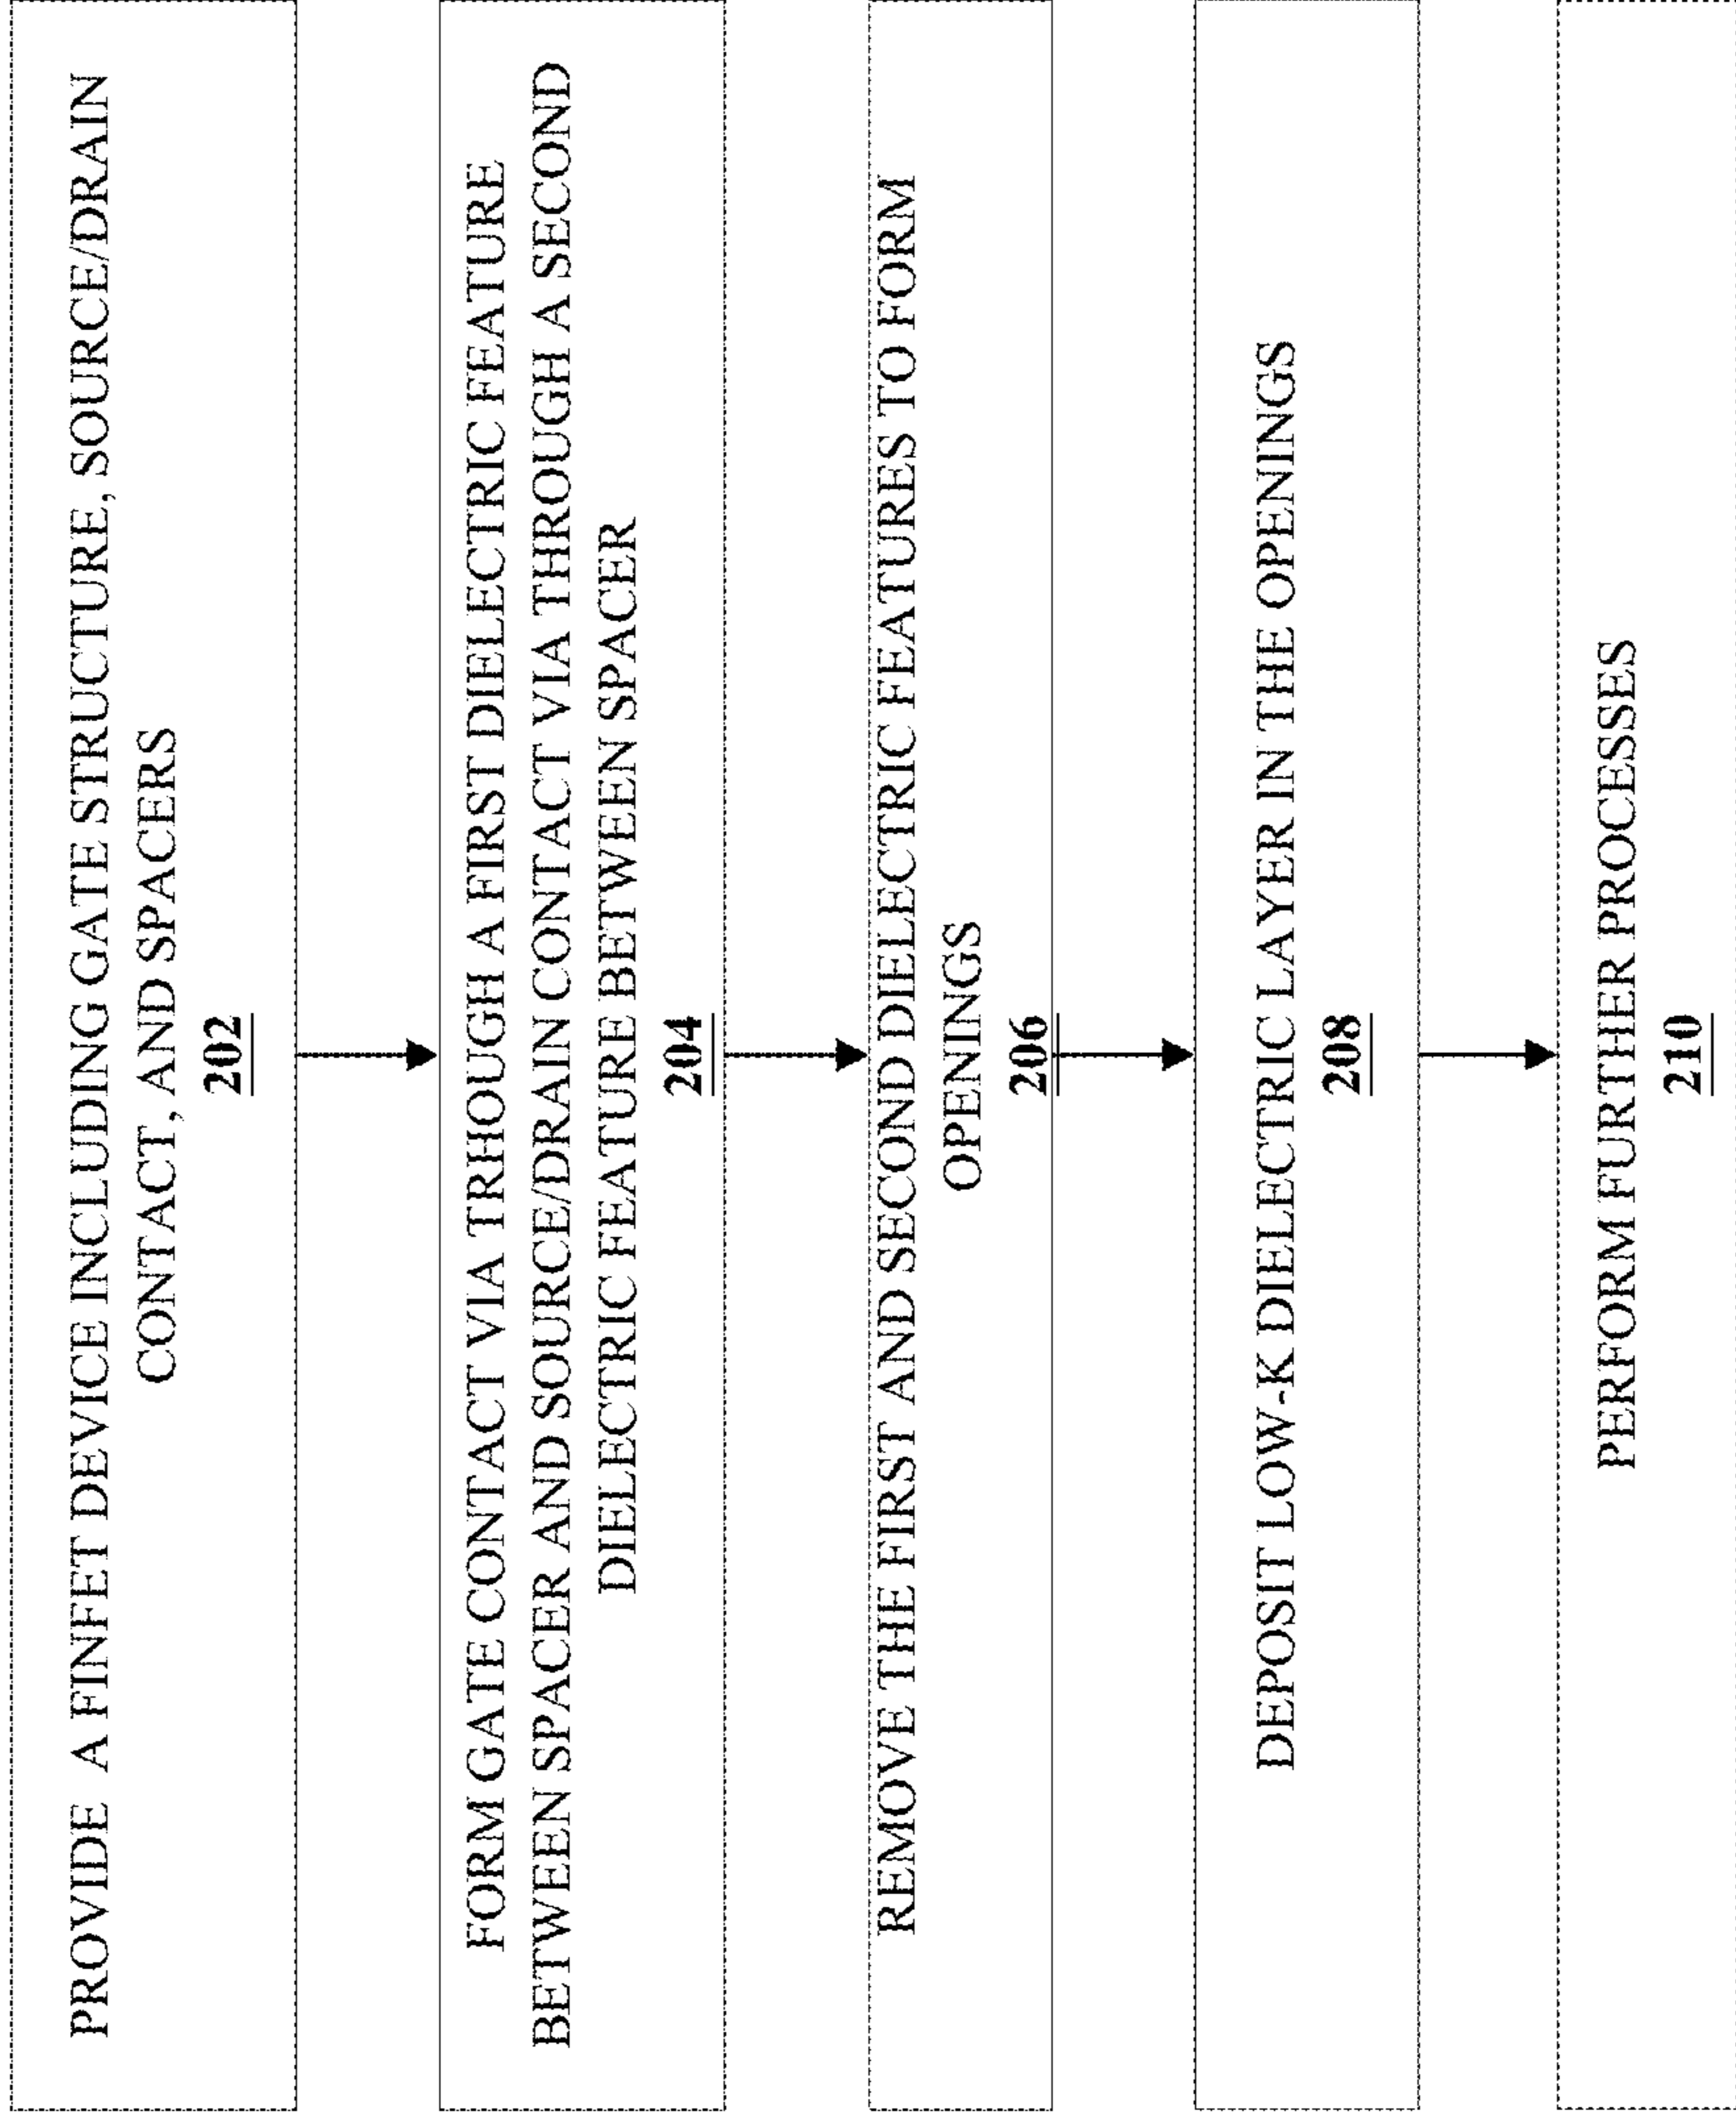 PROVIDE A FINFET DEVICE INCLUDING GATE STRUCTURE, SOURCE/DRAIN
CONTACT, AND SPACERS
202
FORM GATE CONTACT VIA TRHOUGH A FIRST DIELECTRIC FEATURE
BETWEEN SPACER AND SOURCE/DRAIN CONTACT VIA THROUGH A SECOND
DIELECTRIC FEATURE BETWEEN SPACER
204
REMOVE THE FIRST AND SECOND DIELECTRIC FEATURES TO FORM
OPENINGS
206
DEPOSIT LOW-K DIELECTRIC LAYER IN THE OPENINGS
208
PERFORM FURTHER PROCESSES
210